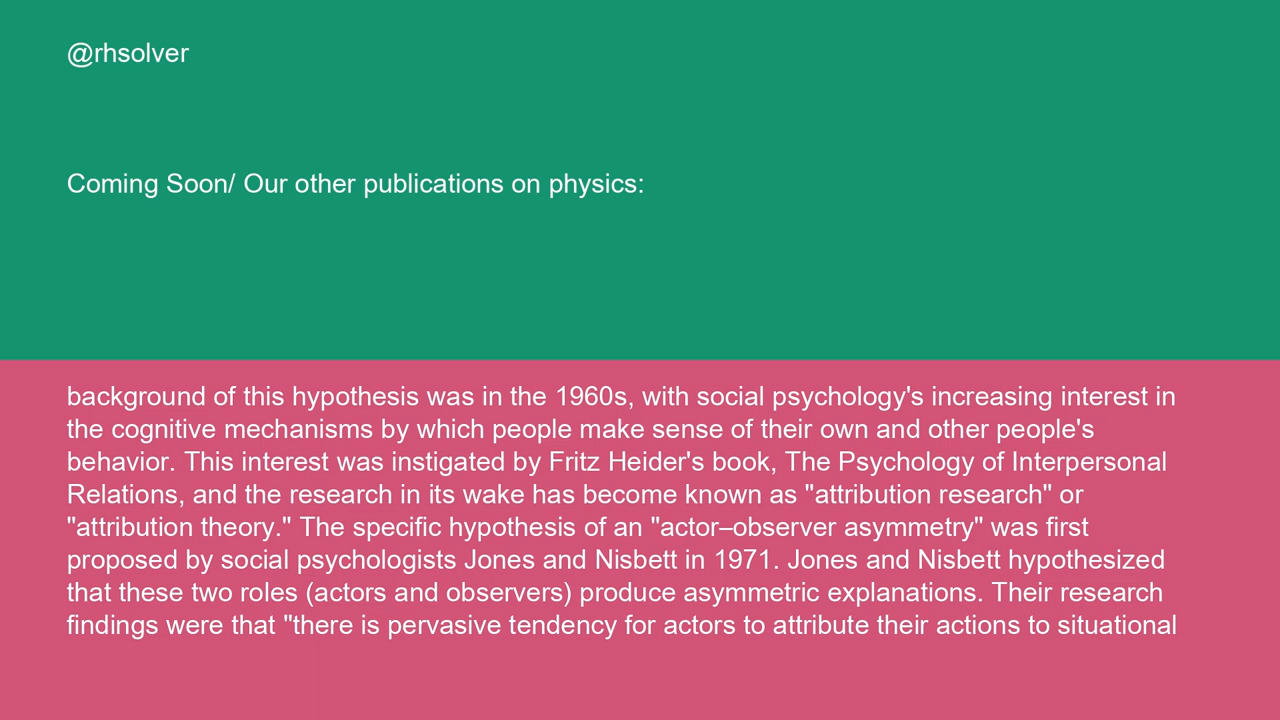 @rhsolver
Coming Soon/ Our other publications on physics:
background of this hypothesis was in the 1960s, with social psychology's increasing interest in
the cognitive mechanisms by which people make sense of their own and other people's
behavior. This interest was instigated by Fritz Heider's book, The Psychology of Interpersonal
Relations, and the research in its wake has become known as "attribution research" or
"attribution theory." The specific hypothesis of an "actor–observer asymmetry" was first
proposed by social psychologists Jones and Nisbett in 1971. Jones and Nisbett hypothesized
that these two roles (actors and observers) produce asymmetric explanations. Their research
findings were that "there is pervasive tendency for actors to attribute their actions to situational